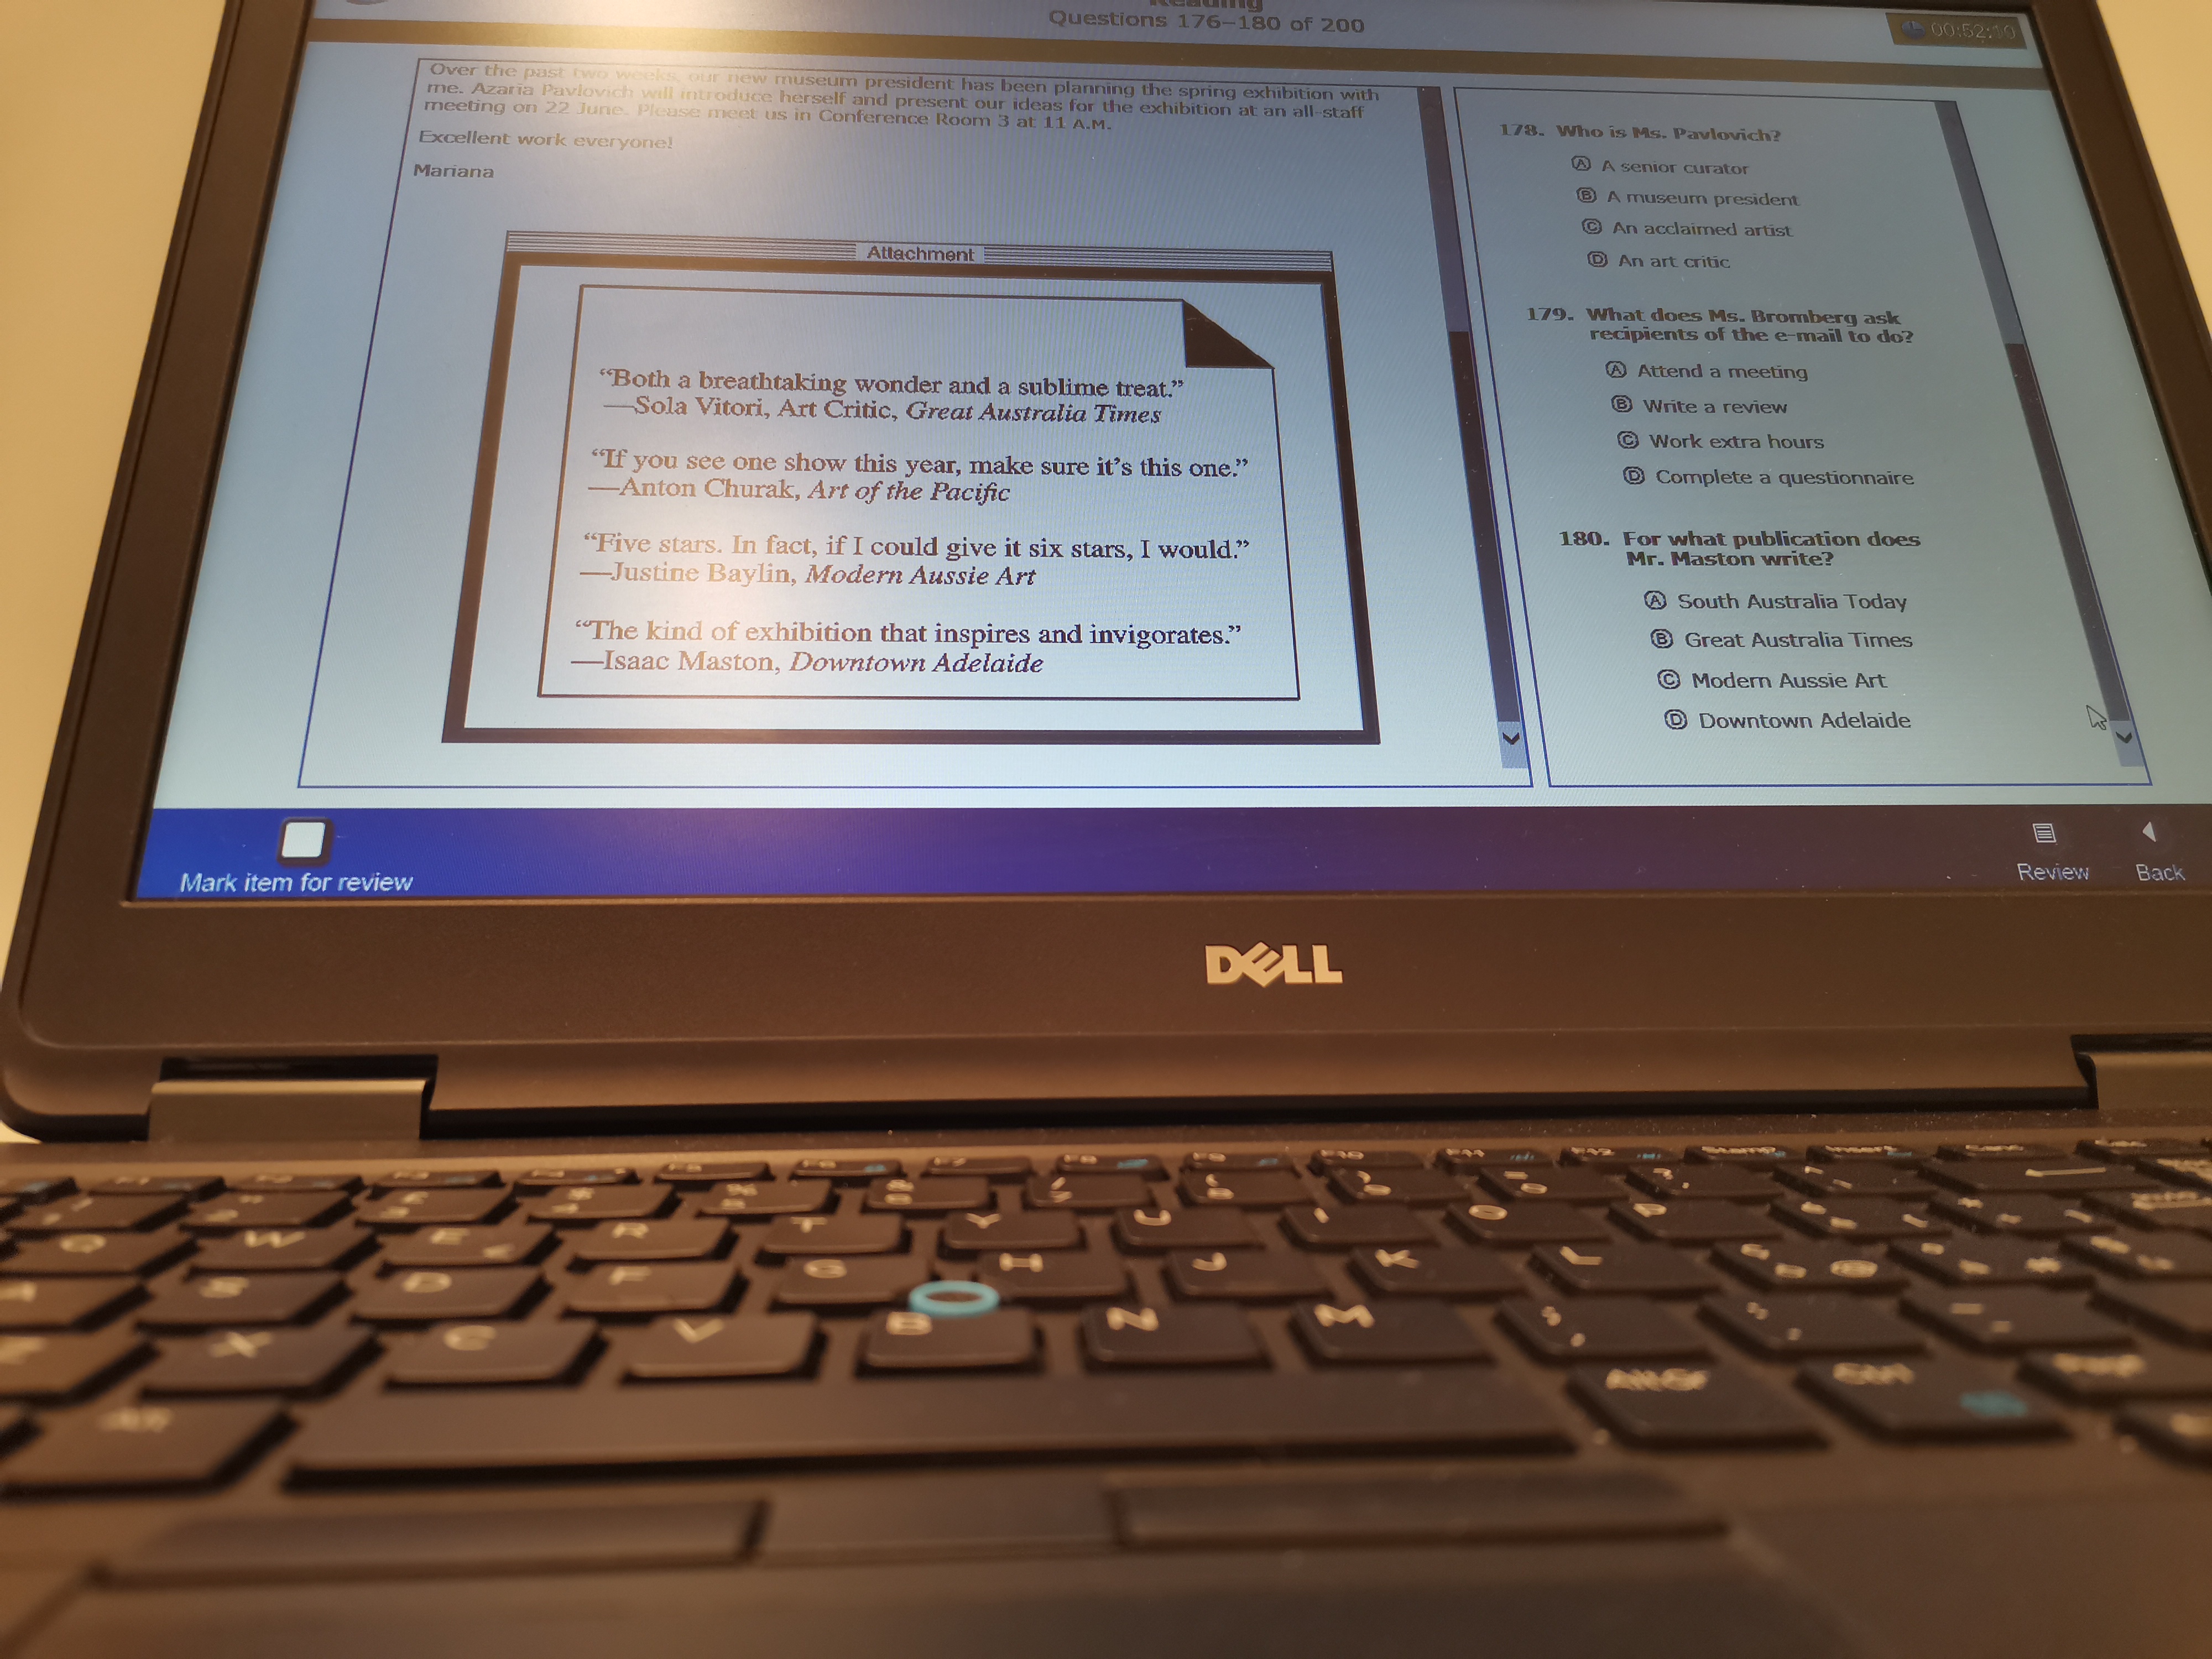 Reading
Questions 176–180 of 200
00:52:10
Over the past two weeks, our new museum president has been planning the spring exhibition with
me. Azaria Pavlovich will introduce herself and present our ideas for the exhibition at an all-staff
meeting on 22 June. Please meet us in Conference Room 3 at 11 A.M.
Excellent work everyone!
Mariana
Attachment
“Both a breathtaking wonder and a sublime treat.”
—Sola Vitori, Art Critic, Great Australia Times
“If you see one show this year, make sure it’s this one.”
—Anton Churak, Art of the Pacific
“Five stars. In fact, if I could give it six stars, I would.”
—Justine Baylin, Modern Aussie Art
“The kind of exhibition that inspires and invigorates.”
—Isaac Maston, Downtown Adelaide
178. Who is Ms. Pavlovich?
A A senior curator
B A museum president
C An acclaimed artist
D An art critic
179. What does Ms. Bromberg ask
recipients of the e-mail to do?
A Attend a meeting
B Write a review
C Work extra hours
D Complete a questionnaire
180. For what publication does
Mr. Maston write?
A South Australia Today
B Great Australia Times
C Modern Aussie Art
D Downtown Adelaide
Mark item for review
Review
Back
DELL
Q W E R T Y U I O P
S D F G H J K L
X C V B N M
Alt Gr